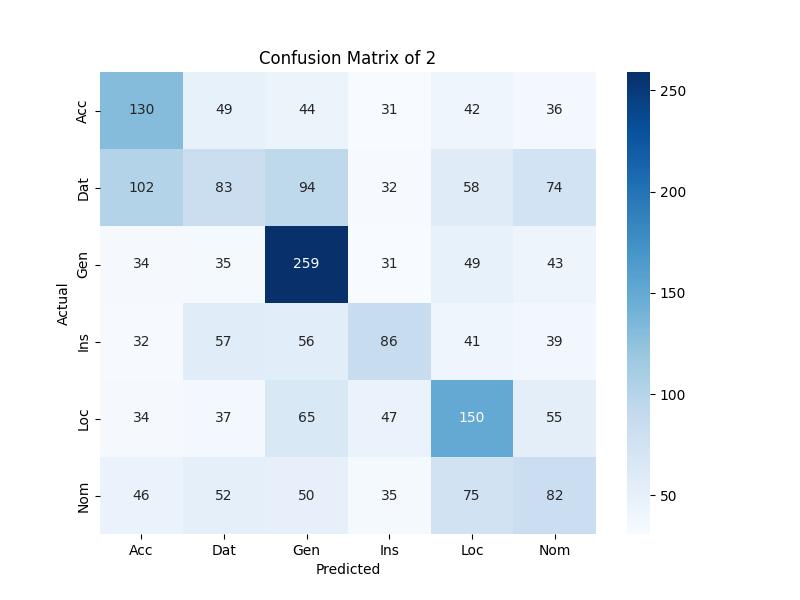 Confusion Matrix of 2
Acc 130 49 44 31 42 36
Dat 102 83 94 32 58 74
Gen 34 35 259 31 49 43
Ins 32 57 56 86 41 39
Loc 34 37 65 47 150 55
Nom 46 52 50 35 75 82
Actual
Acc Dat Gen Ins Loc Nom
Predicted
250
200
150
100
50